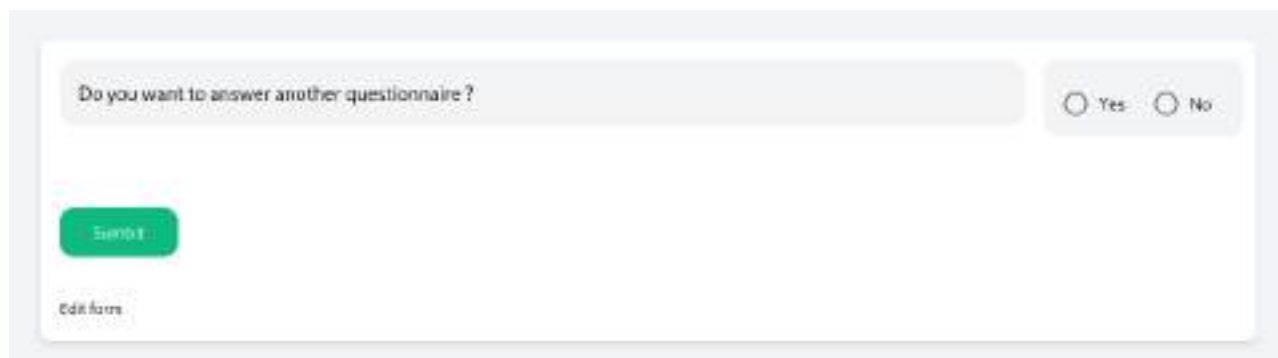 Do you want to answer another questionnaire ?
Yes No
Submit
Edit form